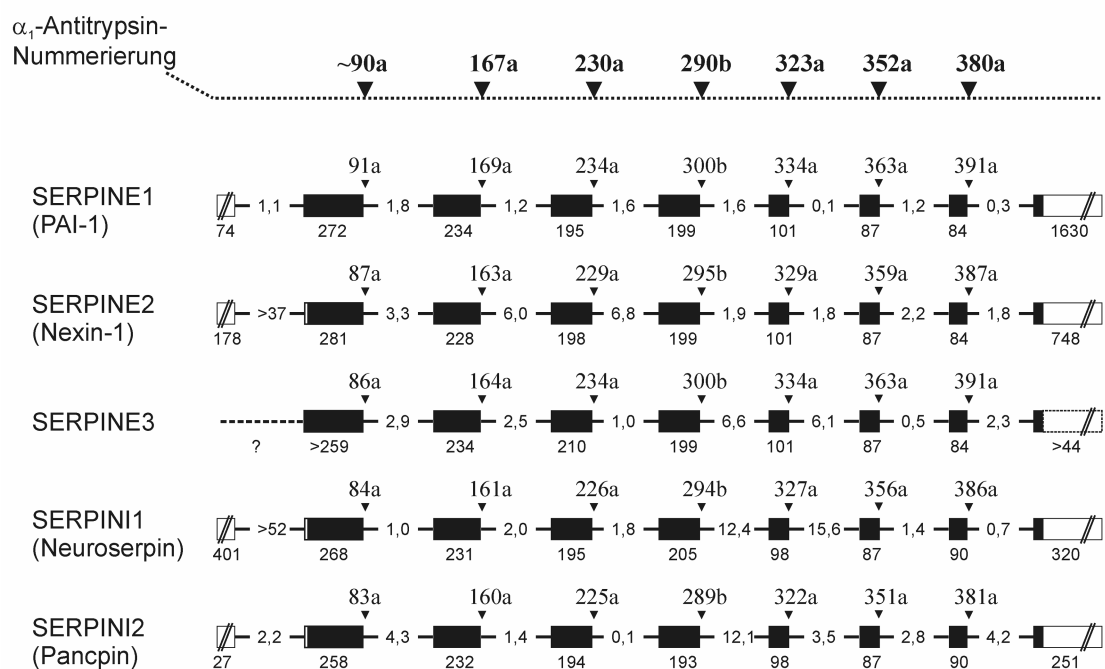 α₁-Antitrypsin-
Nummerierung
~90a 167a 230a 290b 323a 352a 380a
91a 169a 234a 300b 334a 363a 391a
SERPINE1
(PAI-1)
1,1 1,8 1,2 1,6 1,6 0,1 1,2 0,3
74 272 234 195 199 101 87 84 1630
87a 163a 229a 295b 329a 359a 387a
SERPINE2
(Nexin-1)
>37 3,3 6,0 6,8 1,9 1,8 2,2 1,8
178 281 228 198 199 101 87 84 748
86a 164a 234a 300b 334a 363a 391a
SERPINE3
2,9 2,5 1,0 6,6 6,1 0,5 2,3
? >259 234 210 199 101 87 84 >44
84a 161a 226a 294b 327a 356a 386a
SERPINI1
(Neuroserpin)
>52 1,0 2,0 1,8 12,4 15,6 1,4 0,7
401 268 231 195 205 98 87 90 320
83a 160a 225a 289b 322a 351a 381a
SERPINI2
(Pancpin)
2,2 4,3 1,4 0,1 12,1 3,5 2,8 4,2
27 258 232 194 193 98 87 90 251